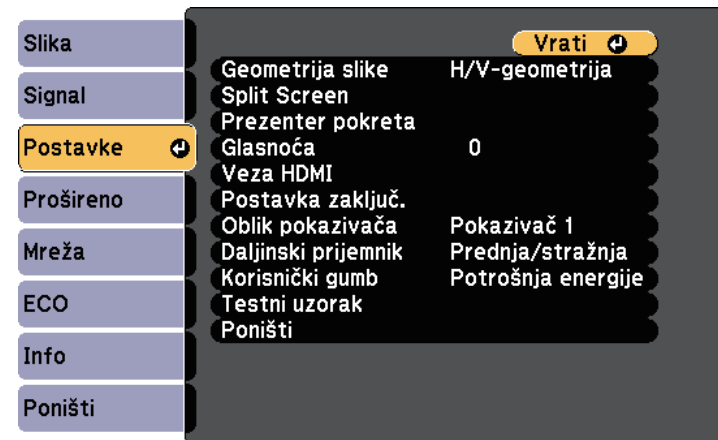 Slika
Signal
Postavke
Prošireno
Mreža
ECO
Info
Poništi
Vrati
Geometrija slike H/V-geometrija
Split Screen
Prezenter pokreta
Glasnoća 0
Veza HDMI
Postavka zaključ.
Oblik pokazivača Pokazivač 1
Daljinski prijemnik Prednja/stražnja
Korisnički gumb Potrošnja energije
Testni uzorak
Poništi